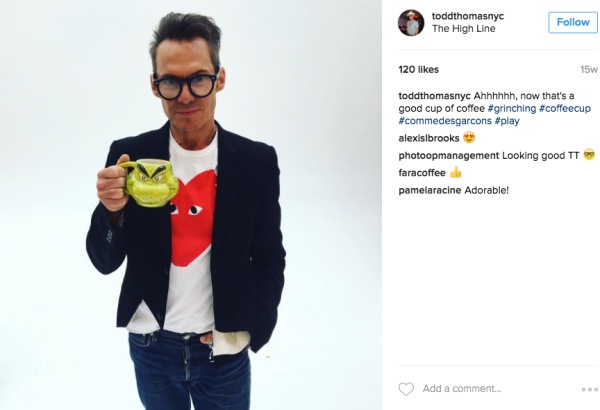 toddthomasnyc
The High Line
Follow
120 likes
15w
toddthomasnyc Ahhhhhh, now that's a
good cup of coffee #grinching #coffeecup
#commedesgarcons #play
alexislbrooks 😍
photoopmanagement Looking good TT 🤓
faracoffee 👍
pamelaracine Adorable!
Add a comment...